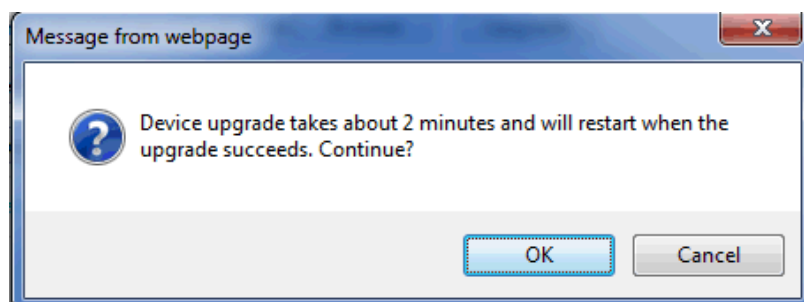 Message from webpage
Device upgrade takes about 2 minutes and will restart when the
upgrade succeeds. Continue?
OK
Cancel